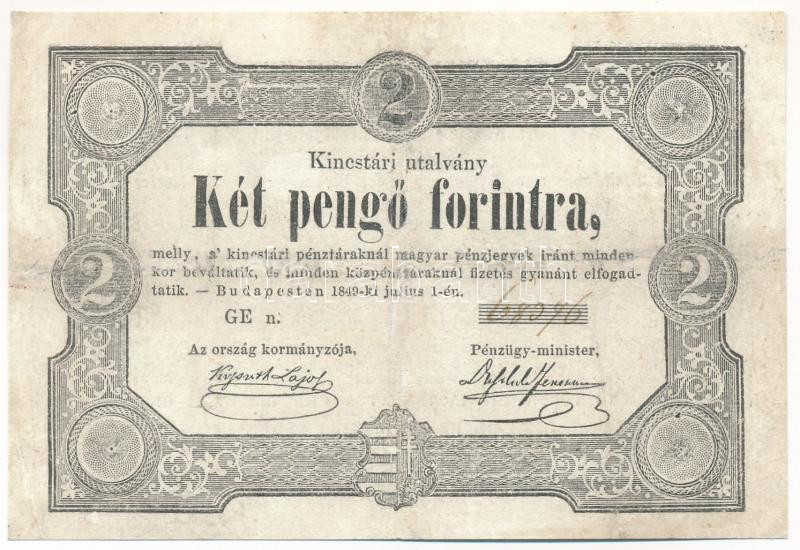 2
Kincstári utalvány
Két pengő forintra,
melly, a' kincstári pénztáraknál magyar pénzjegyek iránt minden-
kor beváltatik, és minden közpénztáraknál fizetés gyanánt elfogad-
tatik. — Budapesten 1849-ki julius 1-én.
2
2
GE n.
Az ország kormányzója,
Pénzügy-minister,
Kossuth Lajos